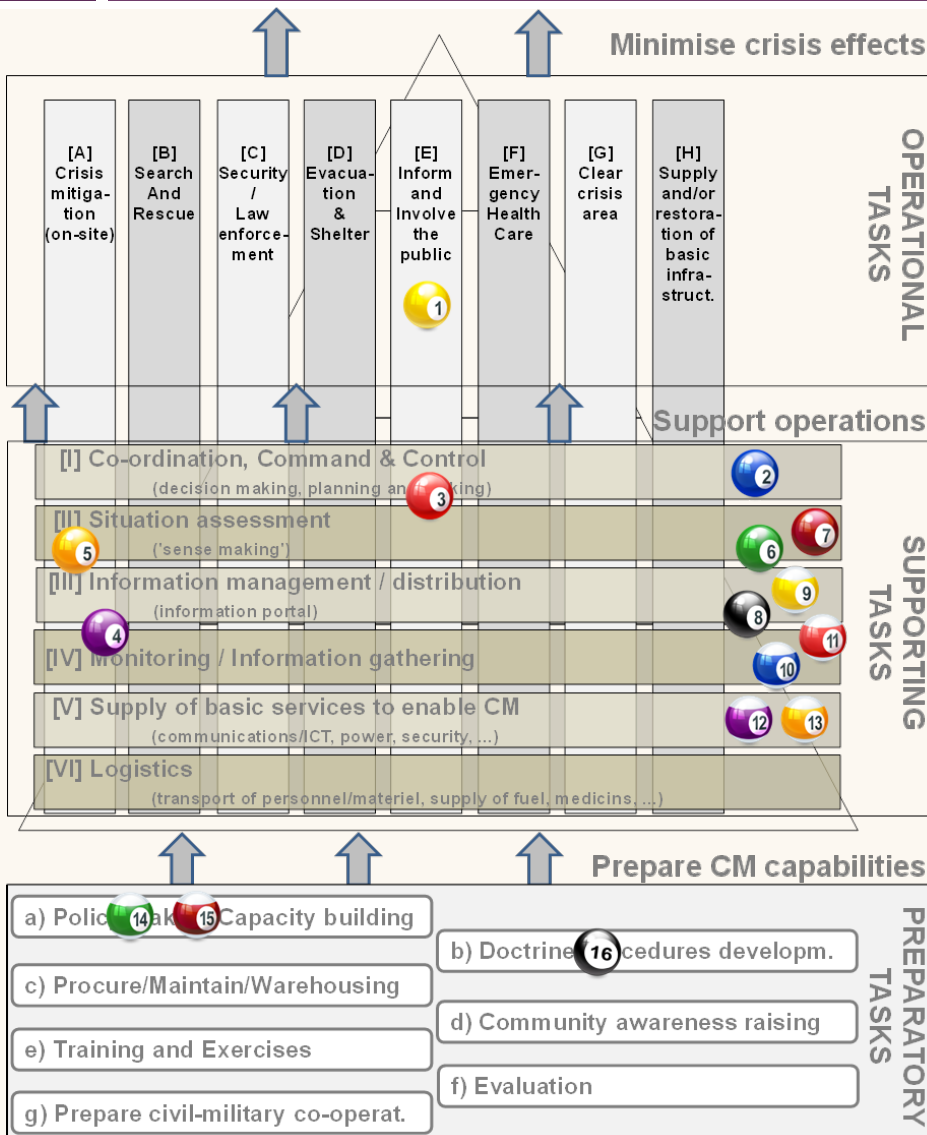 Minimise crisis effects
OPERATIONAL
TASKS
[A]
Crisis
mitiga-
tion
(on-site)
[B]
Search
And
Rescue
[C]
Security
/
Law
enforce-
ment
[D]
Evacua-
tion
&
Shelter
[E]
Inform
and
Involve
the
public
[F]
Emer-
gency
Health
Care
[G]
Clear
crisis
area
[H]
Supply
and/or
restora-
tion of
basic
infra-
struct.
1
Support operations
SUPPORTING
TASKS
[I] Co-ordination, Command & Control
(decision making, planning an king)
2
3
[II] Situation assessment
('sense making')
5
6
7
[III] Information management / distribution
(information portal)
4
8
9
[IV] Monitoring / Information gathering
10
11
[V] Supply of basic services to enable CM
(communications/ICT, power, security, ...)
12
13
[VI] Logistics
(transport of personnel/materiel, supply of fuel, medicins, ...)
Prepare CM capabilities
PREPARATORY
TASKS
a) Polic ak Capacity building
14
15
b) Doctrine cedures developm.
16
c) Procure/Maintain/Warehousing
d) Community awareness raising
e) Training and Exercises
f) Evaluation
g) Prepare civil-military co-operat.